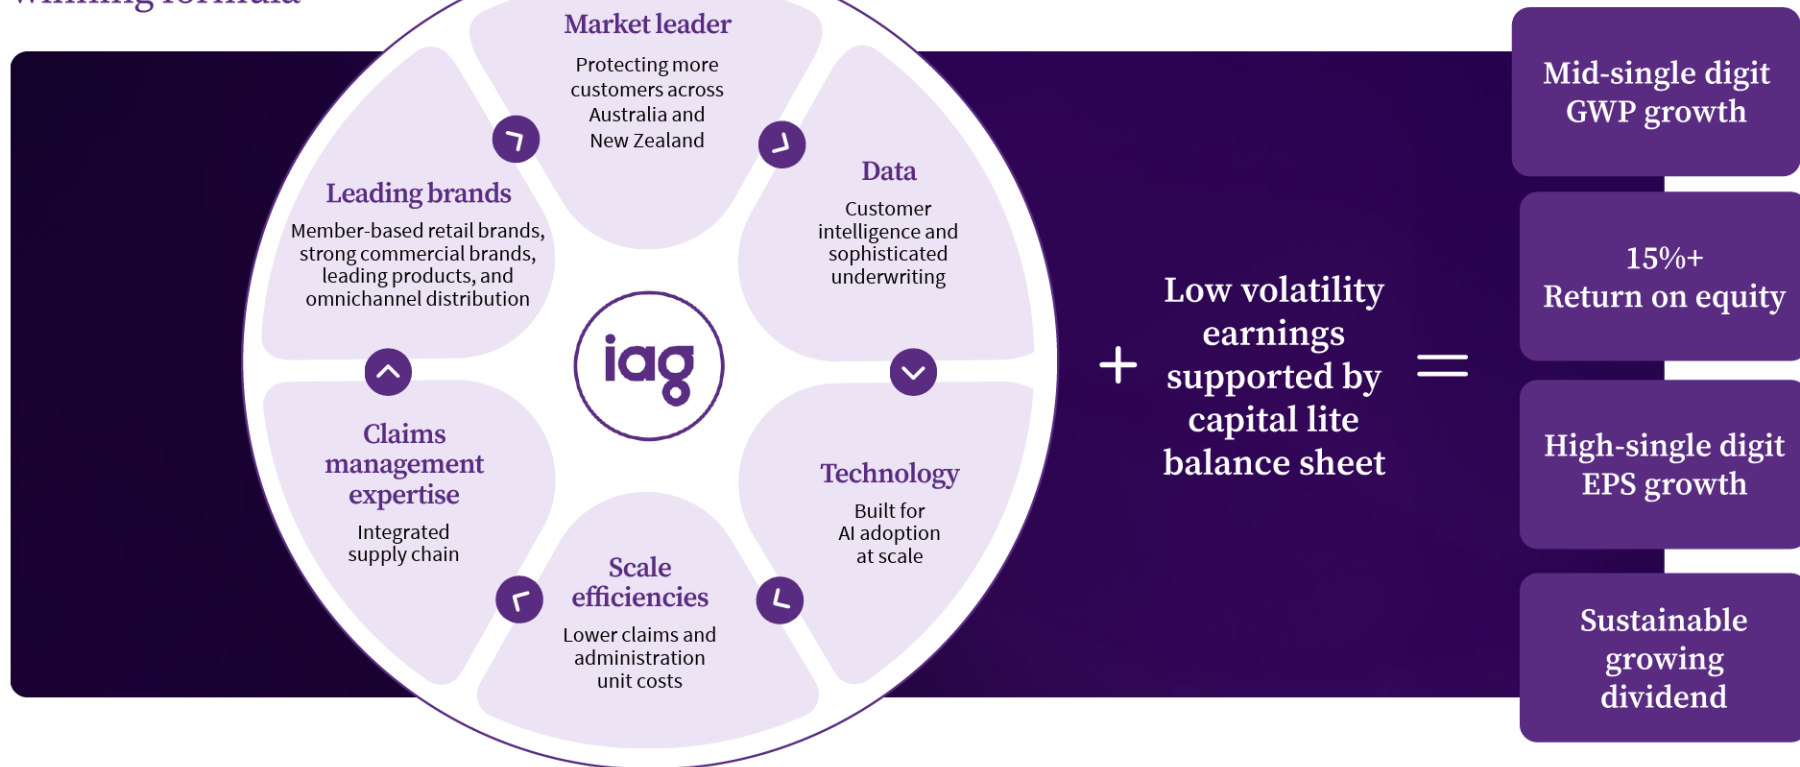 winning formula
Market leader
Protecting more
customers across
Australia and
New Zealand
Data
Customer
intelligence and
sophisticated
underwriting
Technology
Built for
AI adoption
at scale
Scale
efficiencies
Lower claims and
administration
unit costs
Claims
management
expertise
Integrated
supply chain
Leading brands
Member-based retail brands,
strong commercial brands,
leading products, and
omnichannel distribution
iag
+
Low volatility
earnings
supported by
capital lite
balance sheet
=
Mid-single digit
GWP growth
15%+
Return on equity
High-single digit
EPS growth
Sustainable
growing
dividend